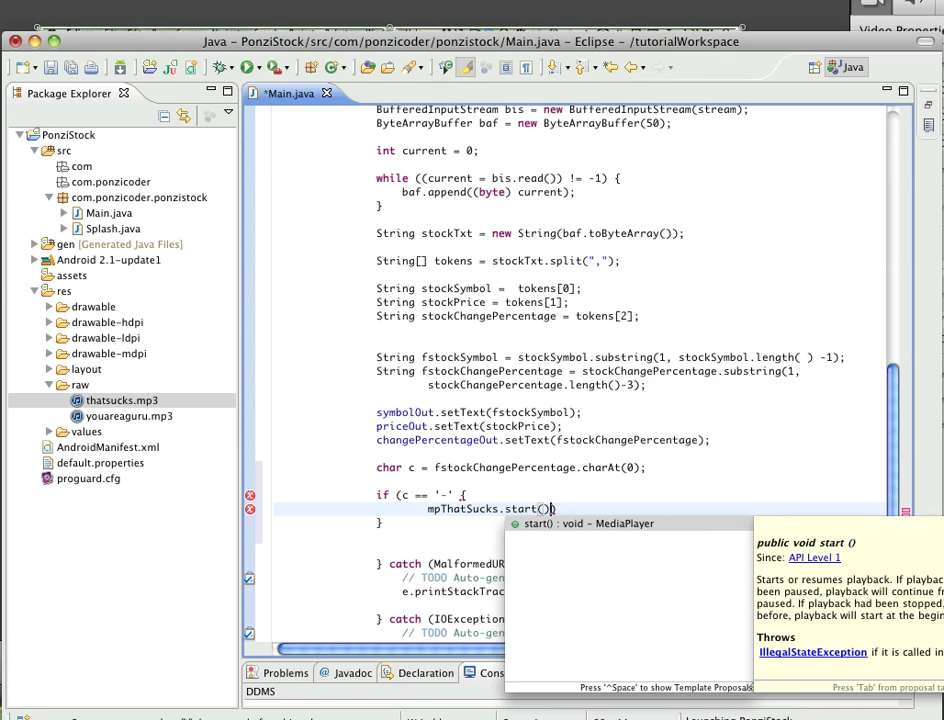 Video Properties
Java - PonziStock/src/com/ponzicoder/ponzistock/Main.java - Eclipse - /tutorialWorkspace
Java
Package Explorer
*Main.java
PonziStock
src
com
com.ponzicoder
com.ponzicoder.ponzistock
Main.java
Splash.java
gen [Generated Java Files]
Android 2.1-update1
assets
res
drawable
drawable-hdpi
drawable-ldpi
drawable-mdpi
layout
raw
thatsucks.mp3
youareaguru.mp3
values
AndroidManifest.xml
default.properties
proguard.cfg
BufferedInputStream bis = new BufferedInputStream(stream);
ByteArrayBuffer baf = new ByteArrayBuffer(50);
int current = 0;
while ((current = bis.read()) != -1) {
baf.append((byte) current);
}
String stockTxt = new String(baf.toByteArray());
String[] tokens = stockTxt.split(",");
String stockSymbol =  tokens[0];
String stockPrice = tokens[1];
String stockChangePercentage = tokens[2];
String fstockSymbol = stockSymbol.substring(1, stockSymbol.length( ) -1);
String fstockChangePercentage = stockChangePercentage.substring(1,
stockChangePercentage.length()-3);
symbolOut.setText(fstockSymbol);
priceOut.setText(stockPrice);
changePercentageOut.setText(fstockChangePercentage);
char c = fstockChangePercentage.charAt(0);
if (c == '-' {
mpThatSucks.start())
}
} catch (MalformedUR
// TODO Auto-gen
e.printStackTrac
} catch (IOException
// TODO Auto-gen
start() : void - MediaPlayer
Press '^Space' to show Template Proposals
public void start ()
Since: API Level 1
Starts or resumes playback. If playbac
been paused, playback will continue fr
paused. If playback had been stopped,
before, playback will start at the begin
Throws
IllegalStateException if it is called in
Press 'Tab' from proposal ta
Problems
@ Javadoc
Declaration
Cons
DDMS
Launching PonziStock